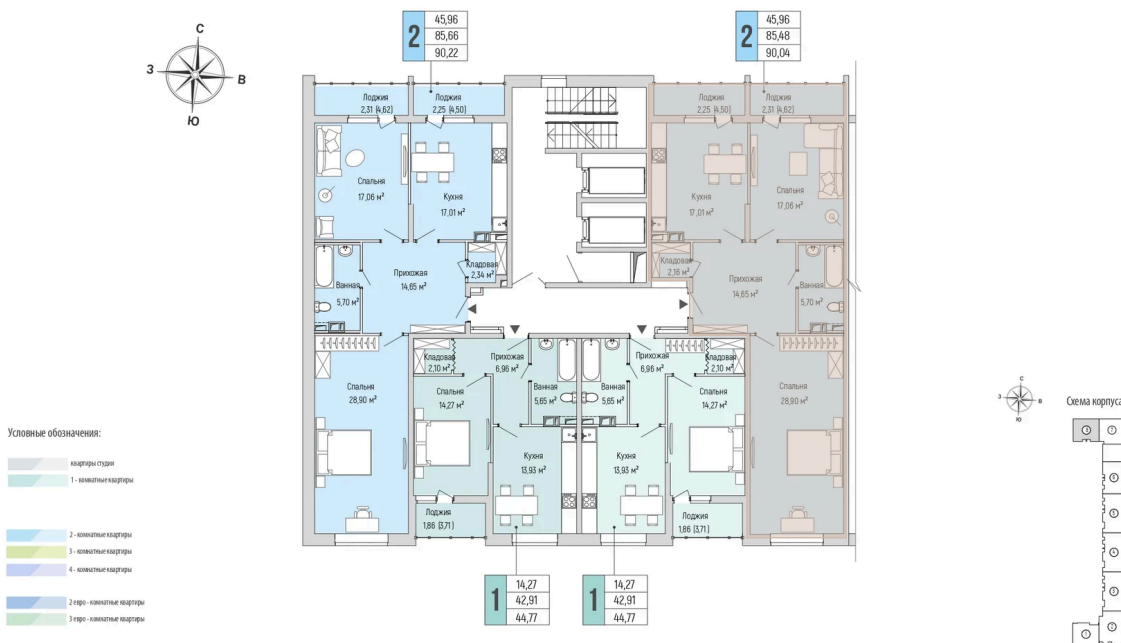 45,96
2
85,66
90,22
45,96
2
85,48
90,04
С
З
В
Ю
Лоджия
2,31 (4,62)
Лоджия
2,25 (4,50)
Лоджия
2,25 (4,50)
Лоджия
2,31 (4,62)
Спальня
17,06 м²
Кухня
17,01 м²
Кухня
17,01 м²
Спальня
17,06 м²
Кладовая
2,34 м²
Кладовая
2,16 м²
Прихожая
14,65 м²
Прихожая
14,65 м²
Ванная
5,70 м²
Ванная
5,70 м²
Кладовая
2,10 м²
Прихожая
6,96 м²
Прихожая
6,96 м²
Кладовая
2,10 м²
Спальня
28,90 м²
Спальня
14,27 м²
Ванная
5,65 м²
Ванная
5,65 м²
Спальня
14,27 м²
Спальня
28,90 м²
Кухня
13,93 м²
Кухня
13,93 м²
Лоджия
1,86 (3,71)
Лоджия
1,86 (3,71)
1
14,27
42,91
44,77
1
14,27
42,91
44,77
Условные обозначения:
квартиры студии
1 - комнатные квартиры
2 - комнатные квартиры
3 - комнатные квартиры
4 - комнатные квартиры
2 евро - комнатные квартиры
3 евро - комнатные квартиры
С
З
В
Ю
Схема корпуса
8
7
6
5
4
3
2
1